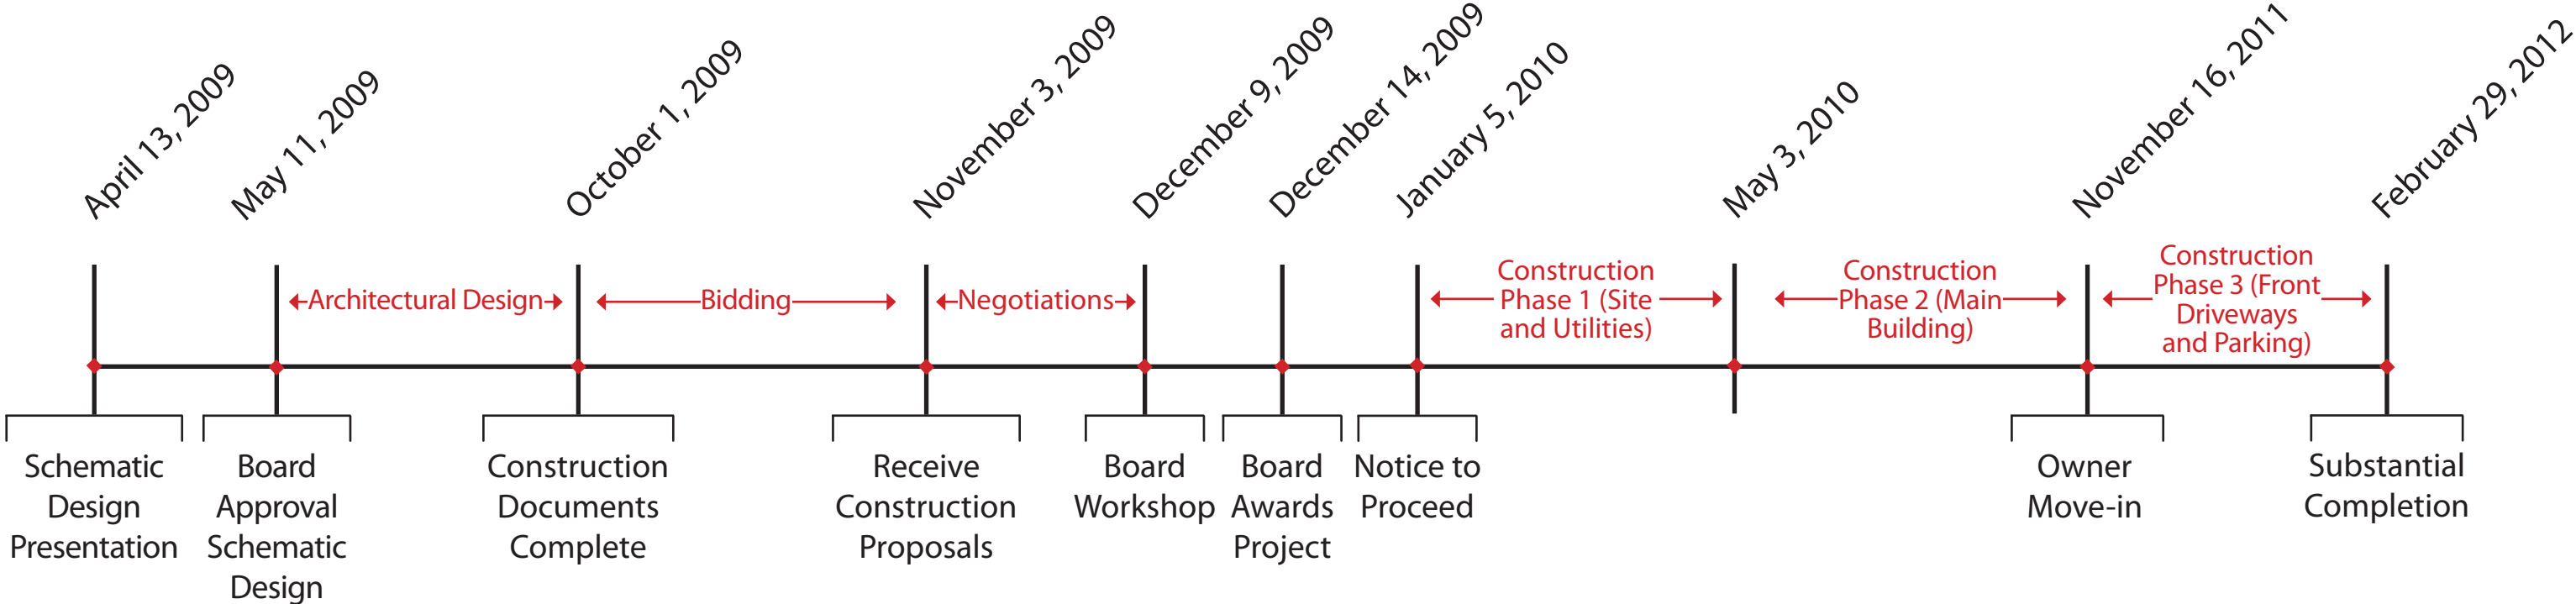 April 13, 2009
May 11, 2009
October 1, 2009
November 3, 2009
December 9, 2009
December 14, 2009
January 5, 2010
May 3, 2010
November 16, 2011
February 29, 2012
Architectural Design
Bidding
Negotiations
Construction
Phase 1 (Site
and Utilities)
Construction
Phase 2 (Main
Building)
Construction
Phase 3 (Front
Driveways
and Parking)
Schematic
Design
Presentation
Board
Approval
Schematic
Design
Construction
Documents
Complete
Receive
Construction
Proposals
Board
Workshop
Board
Awards
Project
Notice to
Proceed
Owner
Move-in
Substantial
Completion